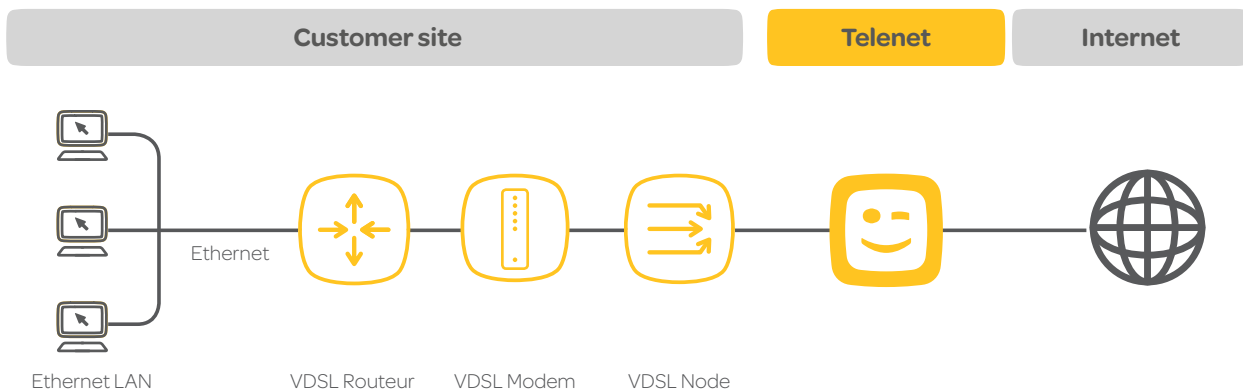 Customer site
Telenet
Internet
Ethernet
Ethernet LAN
VDSL Routeur
VDSL Modem
VDSL Node